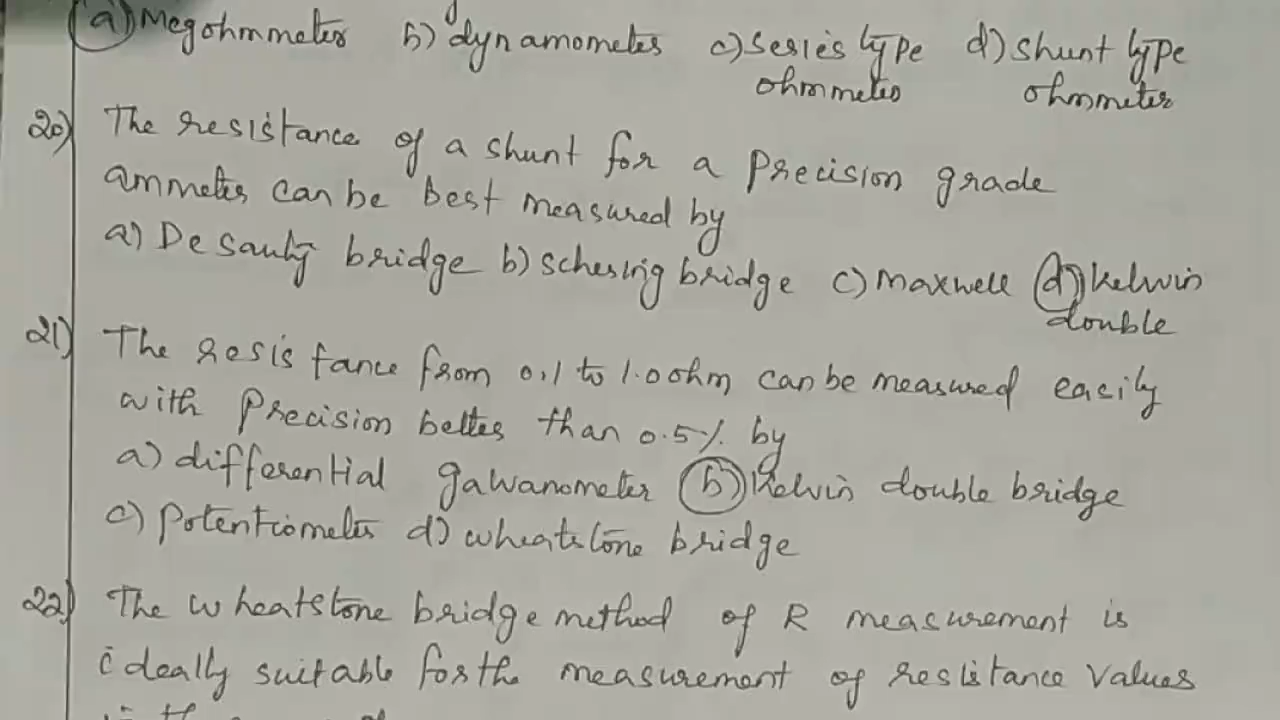 a) Megohmmeter b) dynamometer c) series type d) shunt type
ohmmeter ohmmeter
20) The resistance of a shunt for a precision grade
ammeter can be best measured by
a) De Sauty bridge b) schering bridge c) Maxwell d) Kelvin
double
21) The resistance from 0.1 to 1.0 ohm can be measured easily
with precision better than 0.5% by
a) differential galvanometer b) Kelvin double bridge
c) potentiometer d) wheatstone bridge
22) The wheatstone bridge method of R measurement is
ideally suitable for the measurement of resistance values